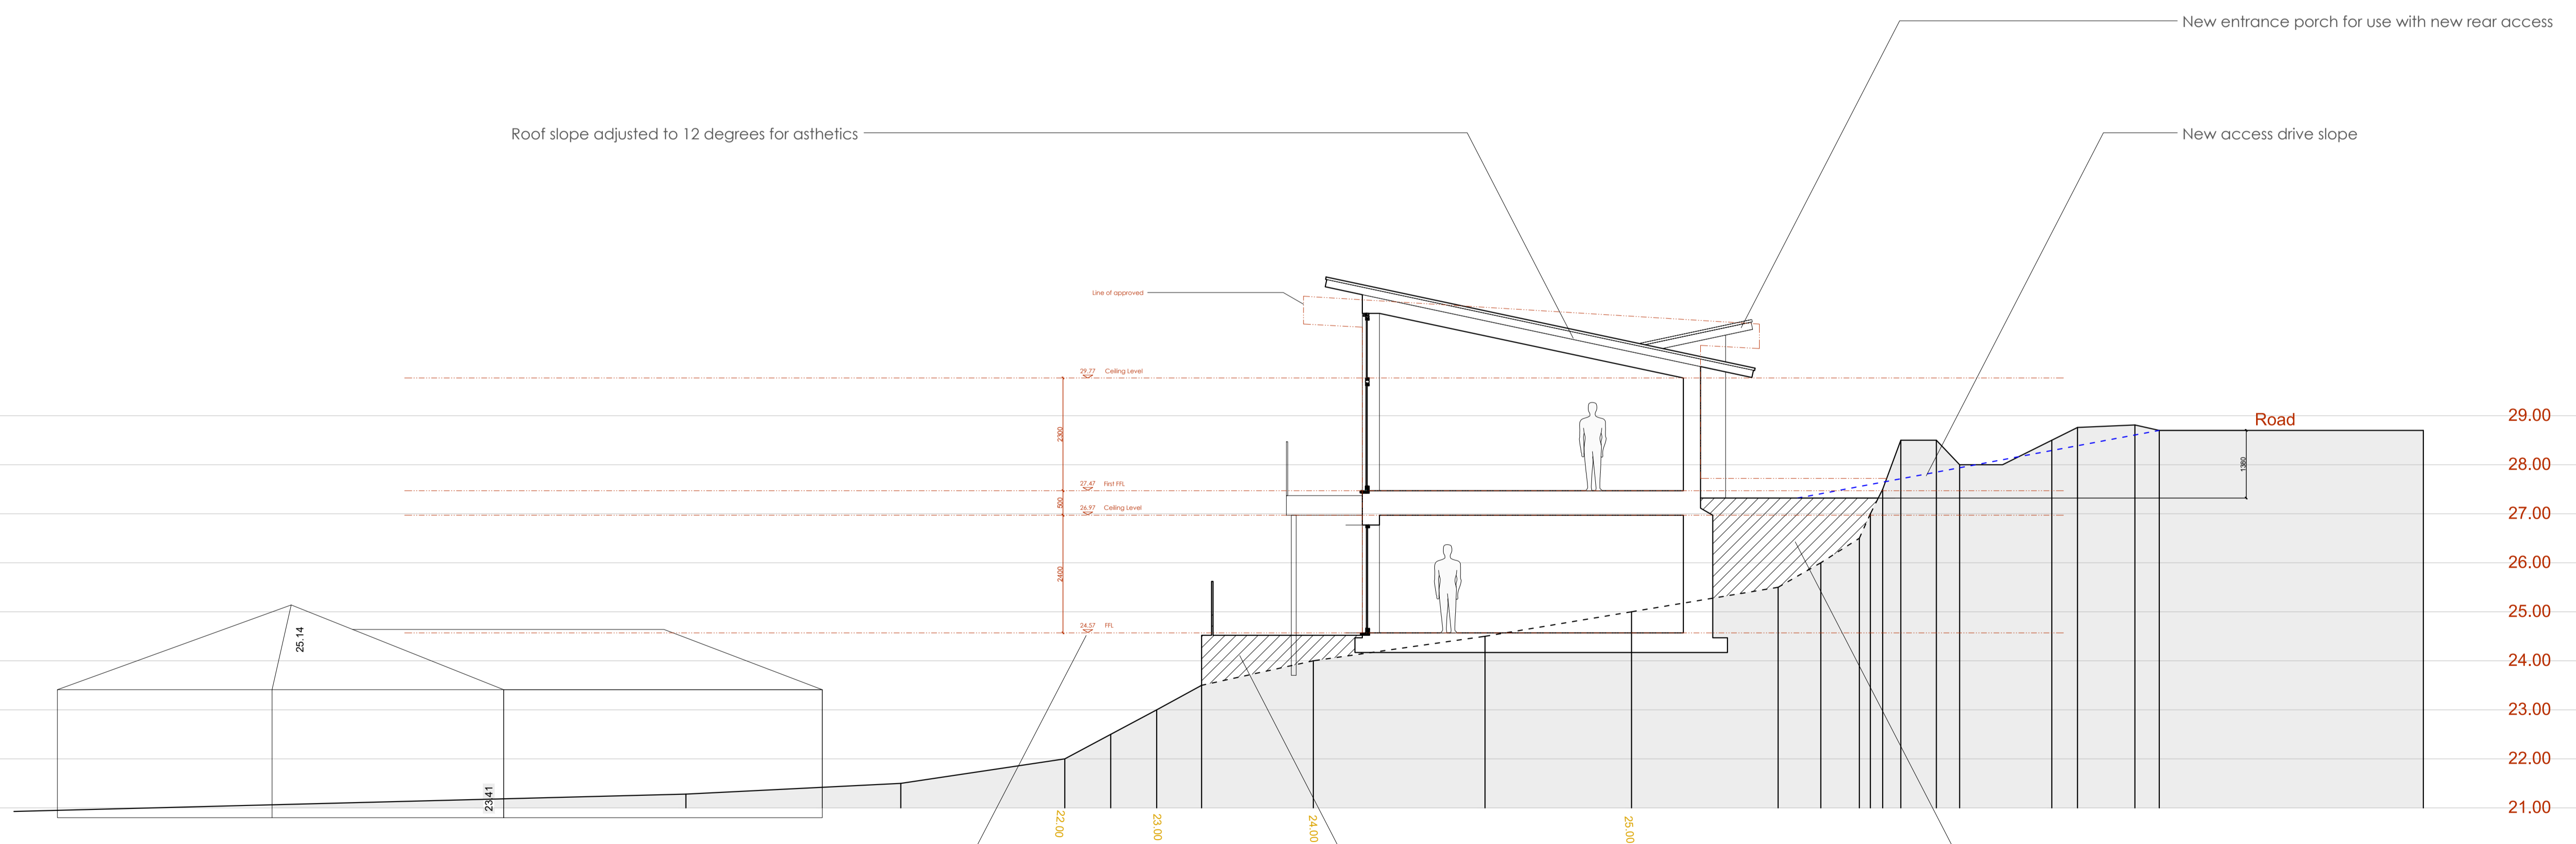 New entrance porch for use with new rear access
Roof slope adjusted to 12 degrees for asthetics
New access drive slope
Line of approved
29.77 Ceiling Level
2300
27.47 First FFL
500
26.97 Ceiling Level
2400
24.57 FFL
Road
1380
29.00
28.00
27.00
26.00
25.00
24.00
23.00
22.00
21.00
25.14
23.41
22.00
23.00
24.00
25.00